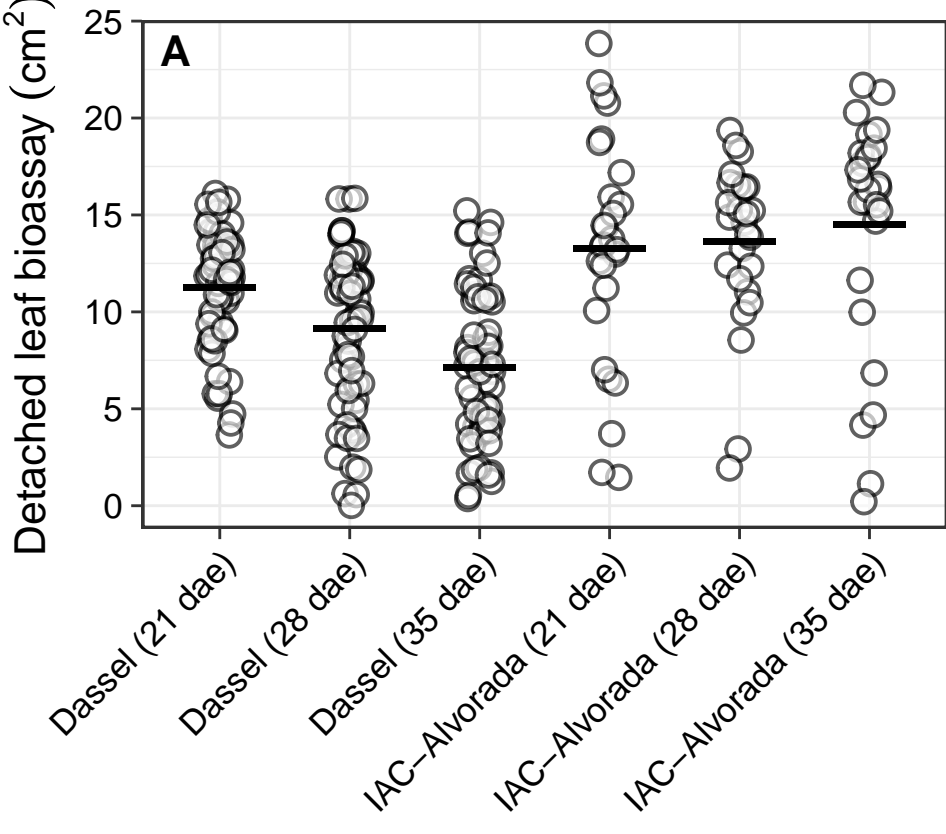 Detached leaf bioassay (cm²)
A
25
20
15
10
5
0
Dassel (21 dae)
Dassel (28 dae)
Dassel (35 dae)
IAC−Alvorada (21 dae)
IAC−Alvorada (28 dae)
IAC−Alvorada (35 dae)